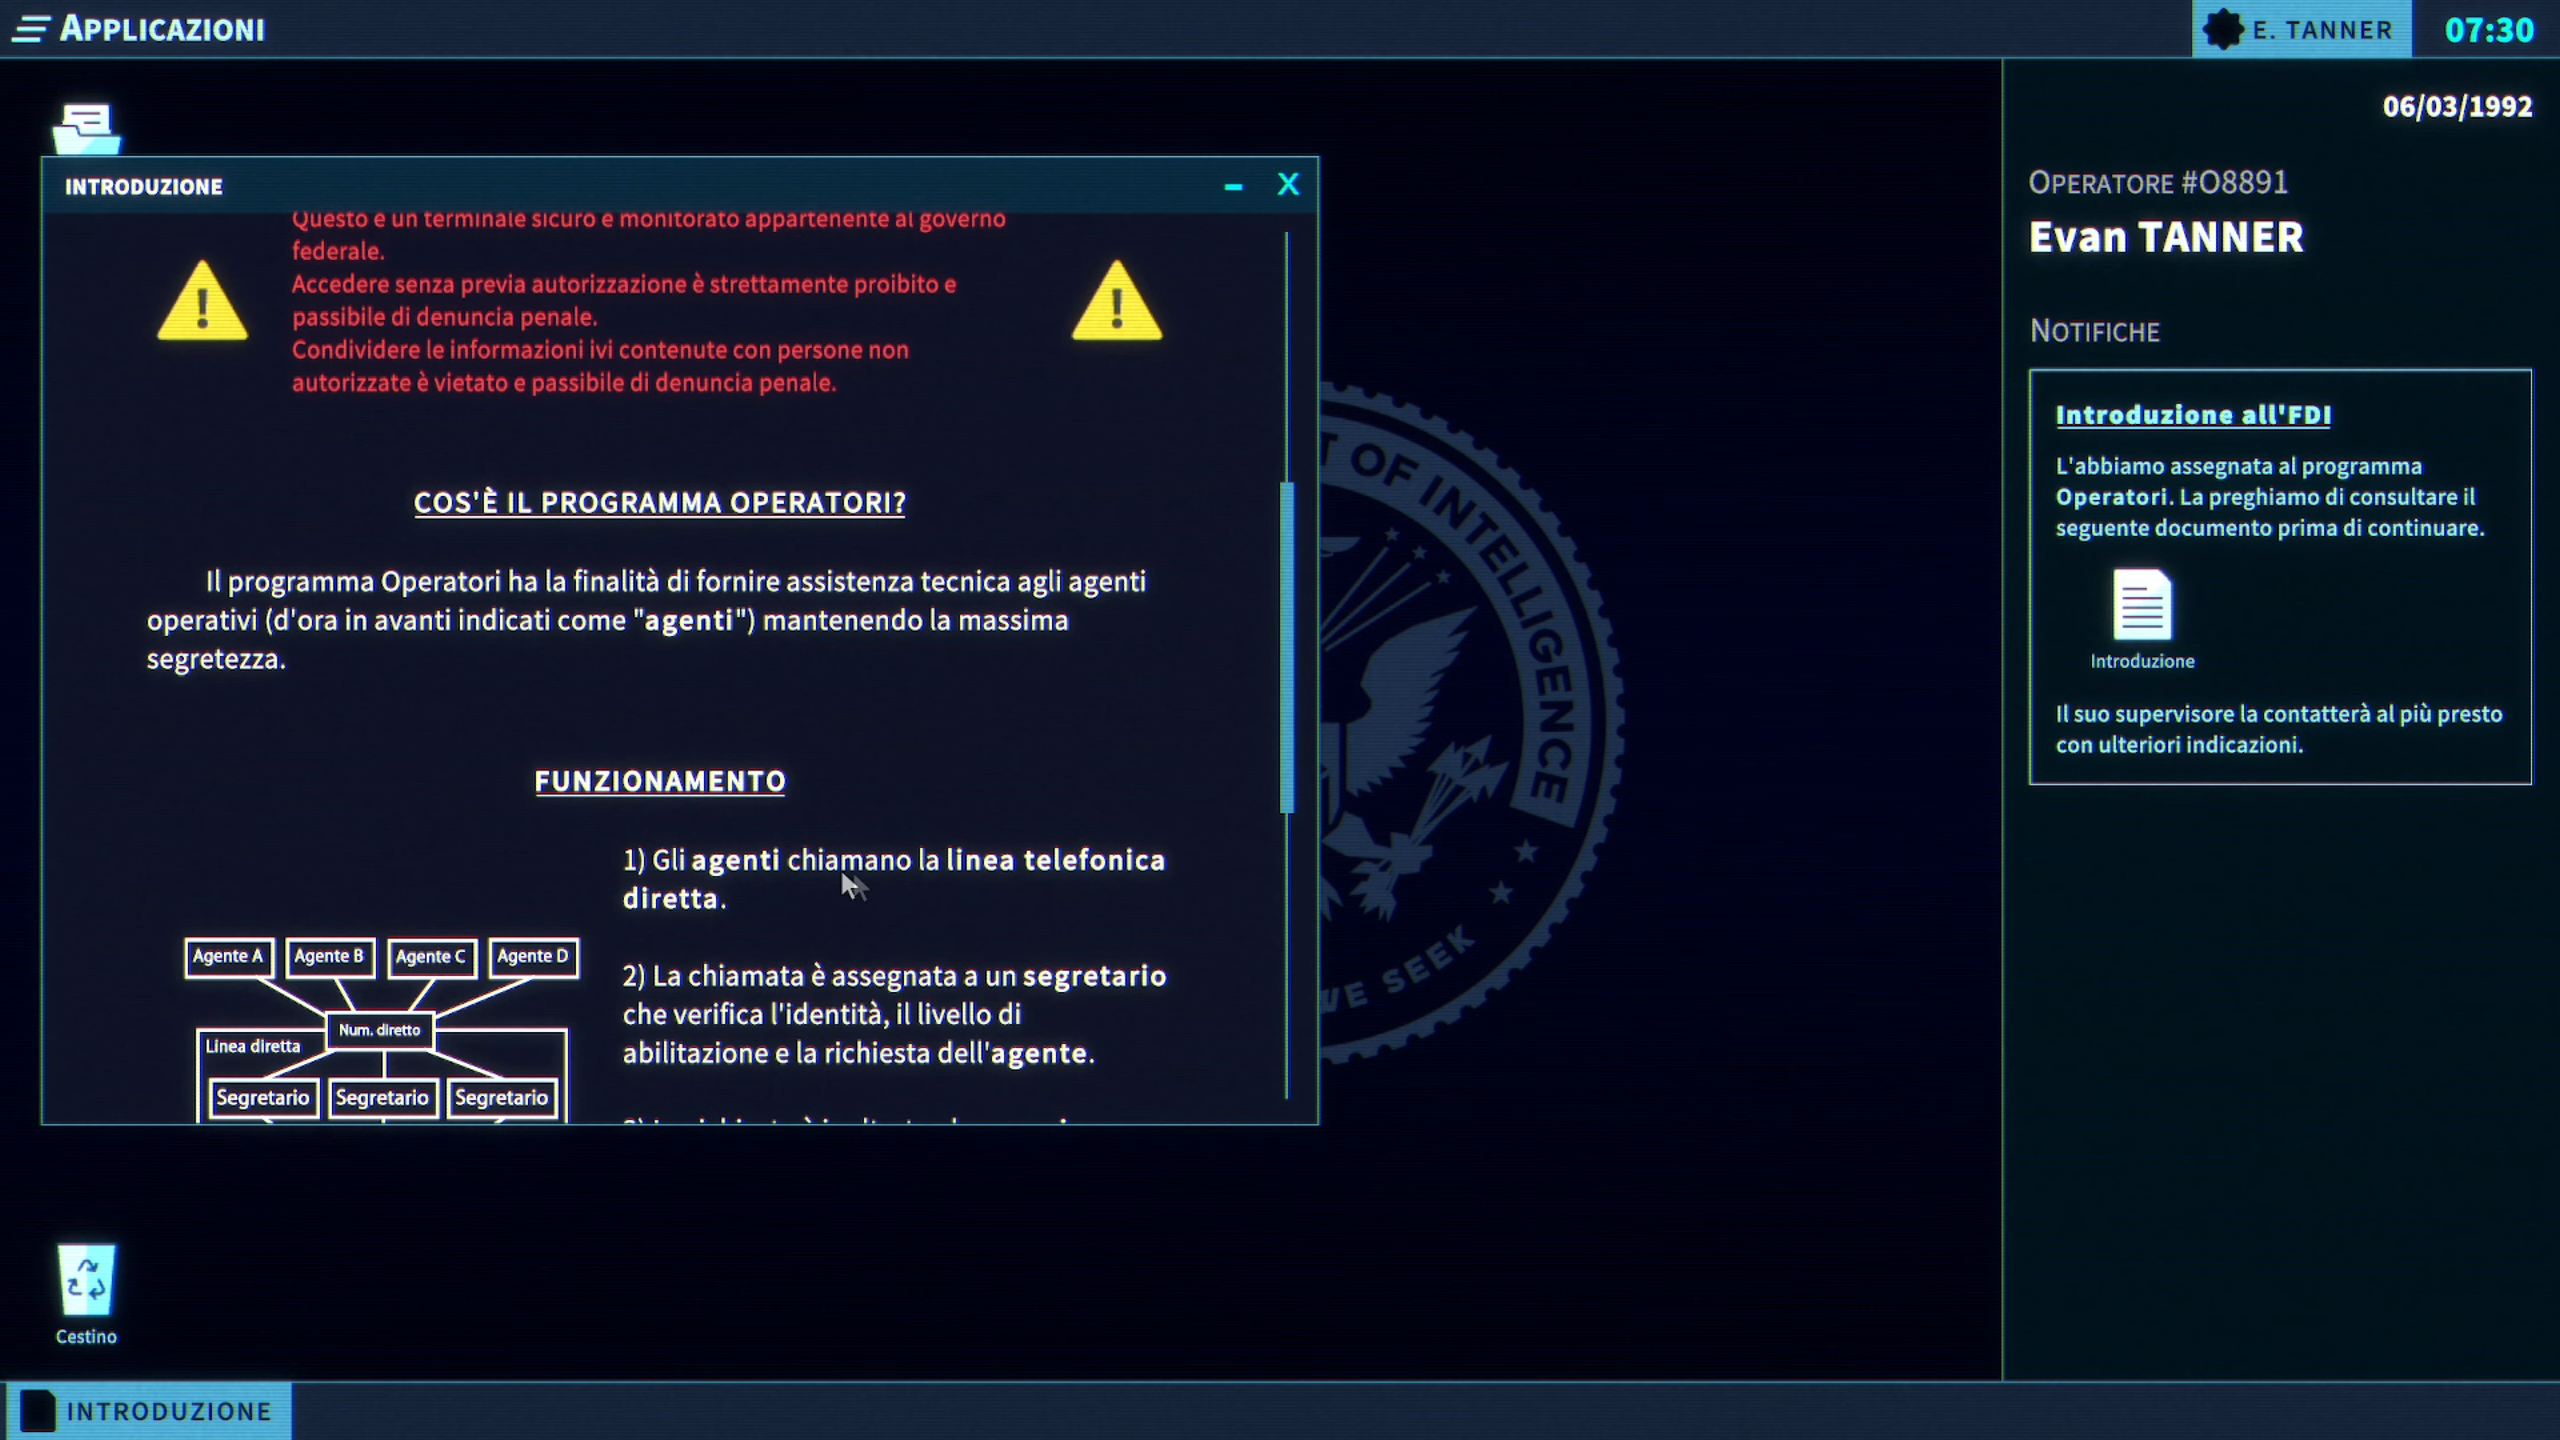 APPLICAZIONI
E. TANNER
07:30
06/03/1992
OPERATORE #O8891
Evan TANNER
NOTIFICHE
Introduzione all'FDI
L'abbiamo assegnata al programma
Operatori. La preghiamo di consultare il
seguente documento prima di continuare.
Introduzione
Il suo supervisore la contatterà al più presto
con ulteriori indicazioni.
INTRODUZIONE
X
Questo è un terminale sicuro e monitorato appartenente al governo
federale.
Accedere senza previa autorizzazione è strettamente proibito e
passibile di denuncia penale.
Condividere le informazioni ivi contenute con persone non
autorizzate è vietato e passibile di denuncia penale.
COS'È IL PROGRAMMA OPERATORI?
Il programma Operatori ha la finalità di fornire assistenza tecnica agli agenti
operativi (d'ora in avanti indicati come "agenti") mantenendo la massima
segretezza.
FUNZIONAMENTO
1) Gli agenti chiamano la linea telefonica
diretta.
2) La chiamata è assegnata a un segretario
che verifica l'identità, il livello di
abilitazione e la richiesta dell'agente.
Agente A
Agente B
Agente C
Agente D
Num. diretto
Linea diretta
Segretario
Segretario
Segretario
OF INTELLIGENCE
WE SEEK
Cestino
INTRODUZIONE